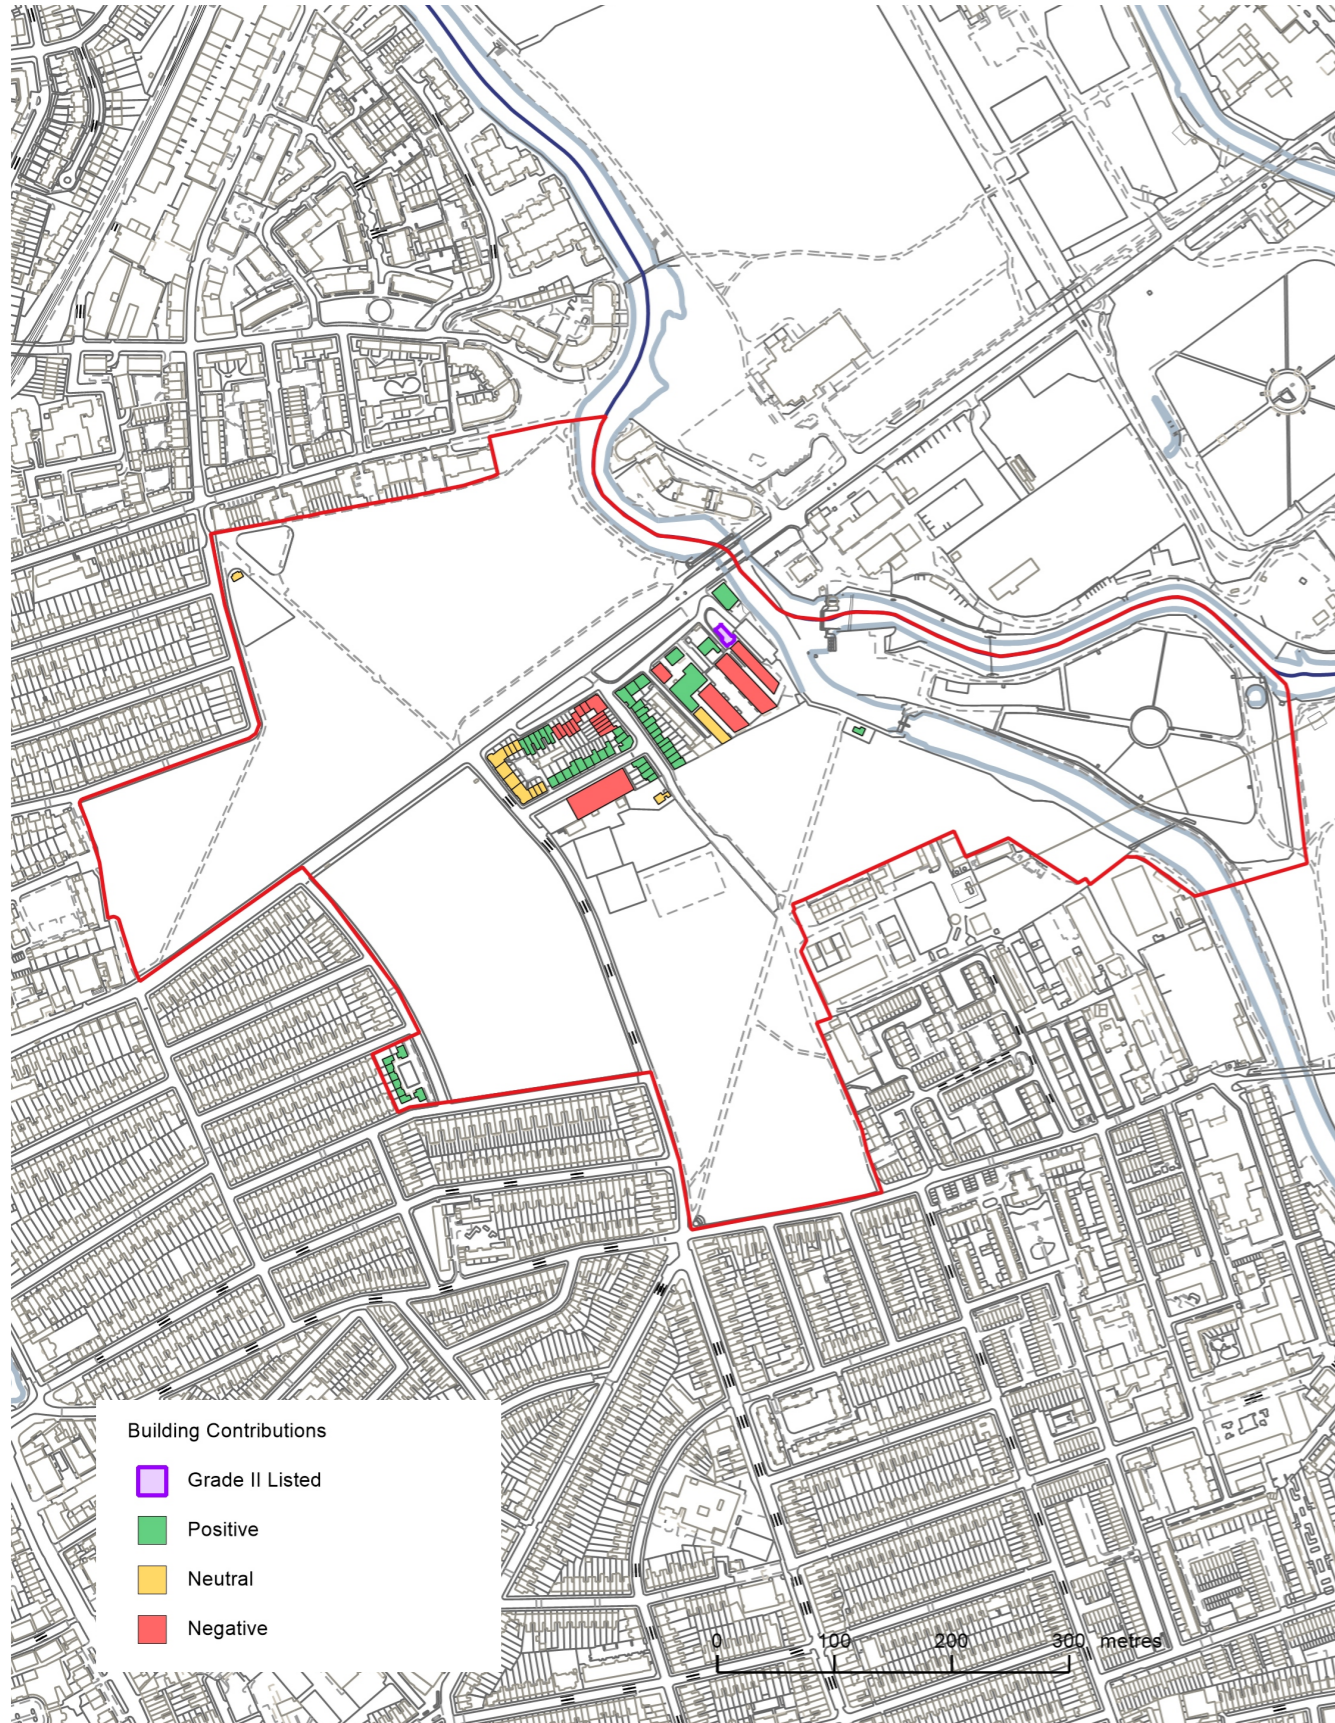 Building Contributions
Grade II Listed
Positive
Neutral
Negative
0 100 200 300 metres